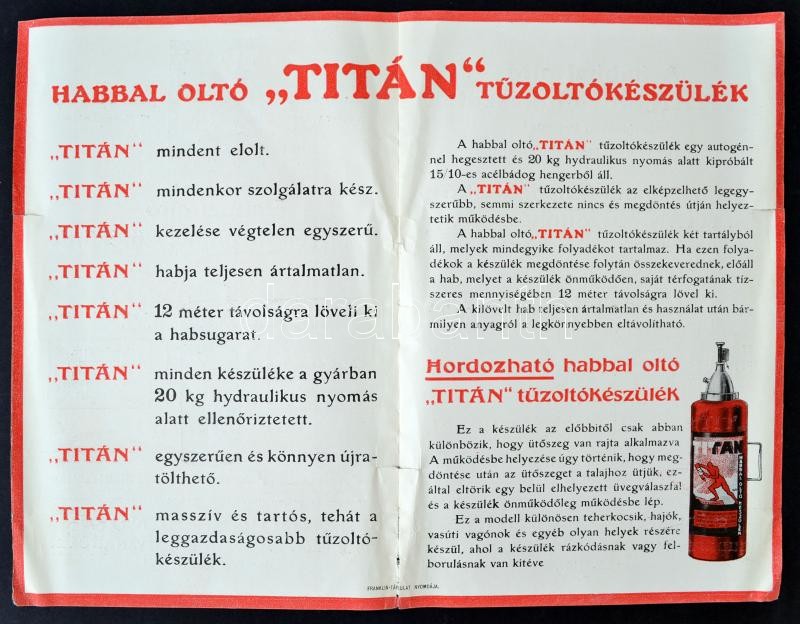 HABBAL OLTÓ „TITÁN“ TŰZOLTÓKÉSZÜLÉK
„TITÁN“ mindent elolt.
„TITÁN“ mindenkor szolgálatra kész.
„TITÁN“ kezelése végtelen egyszerű.
„TITÁN“ habja teljesen ártalmatlan.
„TITÁN“ 12 méter távolságra löveli ki
a habsugarat.
„TITÁN“ minden készüléke a gyárban
20 kg hydraulikus nyomás
alatt ellenőriztetett.
„TITÁN“ egyszerűen és könnyen újra-
tölthető.
„TITÁN“ masszív és tartós, tehát a
leggazdaságosabb tűzoltó-
készülék.
A habbal oltó „TITÁN“ tűzoltókészülék egy autogén-
nel hegesztett és 20 kg hydraulikus nyomás alatt kipróbált
15/10-es acélbádog hengerből áll.
A „TITÁN“ tűzoltókészülék az elképzelhető legegy-
szerűbb, semmi szerkezete nincs és megdöntés útján helyez-
tetik működésbe.
A habbal oltó „TITÁN“ tűzoltókészülék két tartályból
áll, melyek mindegyike folyadékot tartalmaz. Ha ezen folya-
dékok a készülék megdöntése folytán összekeverednek, előáll
a hab, melyet a készülék önműködően, saját térfogatának tíz-
szeres mennyiségében 12 méter távolságra lövel ki.
A kilövelt hab teljesen ártalmatlan és használat után bár-
milyen anyagról a legkönnyebben eltávolítható.
Hordozható habbal oltó
„TITÁN“ tűzoltókészülék
Ez a készülék az előbbitől csak abban
különbözik, hogy ütőszeg van rajta alkalmazva
A működésbe helyezése úgy történik, hogy meg-
döntése után az ütőszeget a talajhoz ütjük, ez-
által eltörik egy belül elhelyezett üvegválaszfal
és a készülék önműködőleg működésbe lép.
Ez a modell különösen teherkocsik, hajók,
vasúti vagónok és egyéb olyan helyek részére
készül, ahol a készülék rázkódásnak vagy fel-
borulásnak van kitéve
TITAN
HABBAL OLTÓ KÉSZÜLÉK
FRANKLIN-TÁRSULAT NYOMDÁJA.
darabanth